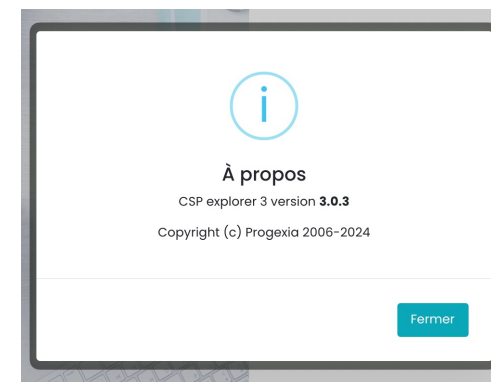 À propos
CSP explorer 3 version 3.0.3
Copyright (c) Progexia 2006-2024
Fermer